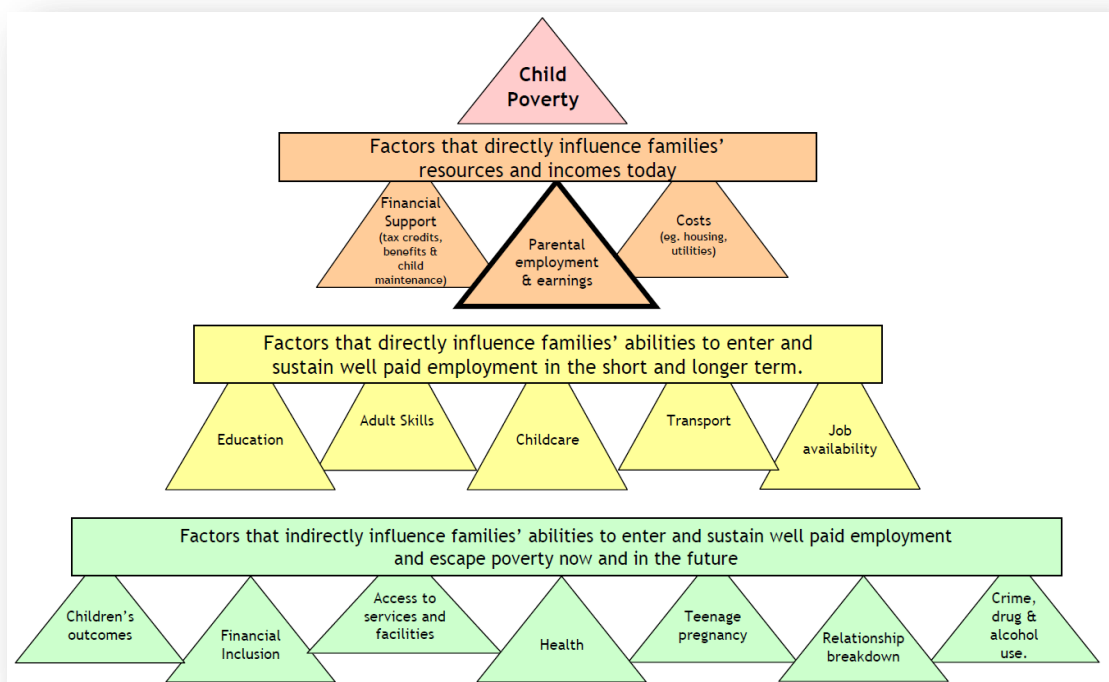 Child
Poverty
Factors that directly influence families’
resources and incomes today
Financial
Support
(tax credits,
benefits &
child
maintenance)
Parental
employment
& earnings
Costs
(eg. housing,
utilities)
Factors that directly influence families’ abilities to enter and
sustain well paid employment in the short and longer term.
Education
Adult Skills
Childcare
Transport
Job
availability
Factors that indirectly influence families’ abilities to enter and sustain well paid employment
and escape poverty now and in the future
Children’s
outcomes
Financial
Inclusion
Access to
services and
facilities
Health
Teenage
pregnancy
Relationship
breakdown
Crime,
drug &
alcohol
use.